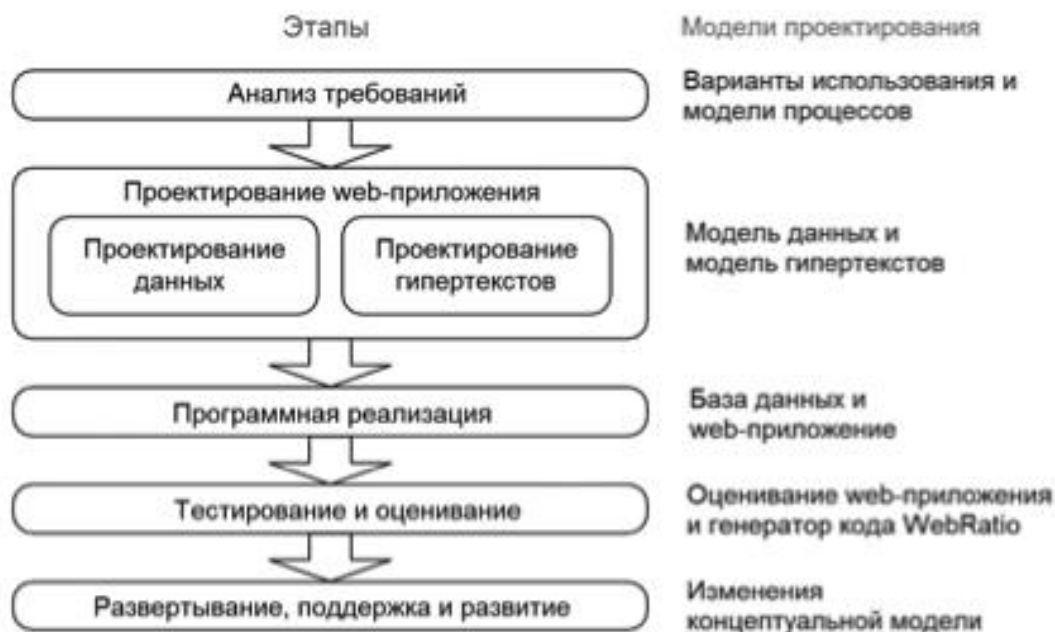 Этапы
Модели проектирования
Анализ требований
Варианты использования и
модели процессов
Проектирование web-приложения
Проектирование
данных
Проектирование
гипертекстов
Модель данных и
модель гипертекстов
Программная реализация
База данных и
web-приложение
Тестирование и оценивание
Оценивание web-приложения
и генератор кода WebRatio
Развертывание, поддержка и развитие
Изменения
концептуальной модели